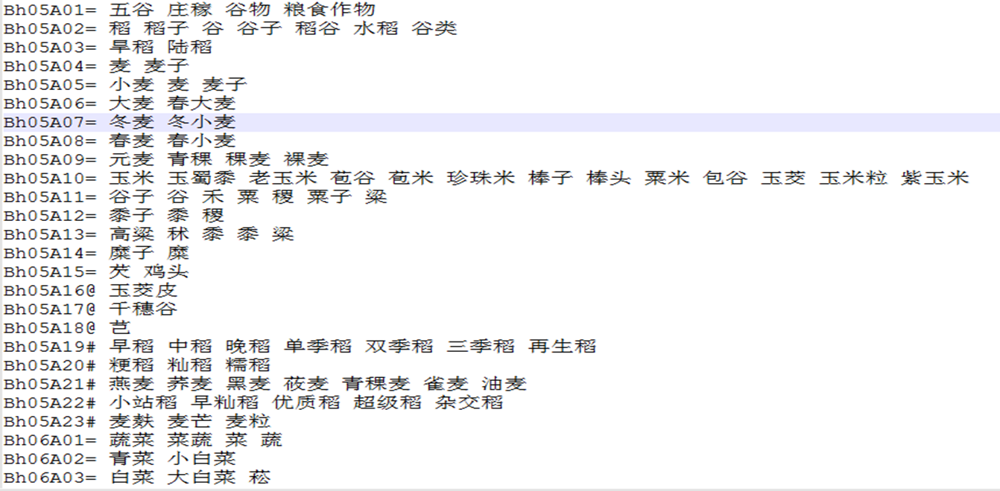 Bh05A01= 五谷 庄稼 谷物 粮食作物
Bh05A02= 稻 稻子 谷 谷子 稻谷 水稻 谷类
Bh05A03= 旱稻 陆稻
Bh05A04= 麦 麦子
Bh05A05= 小麦 麦 麦子
Bh05A06= 大麦 春大麦
Bh05A07= 冬麦 冬小麦
Bh05A08= 春麦 春小麦
Bh05A09= 元麦 青稞 稞麦 裸麦
Bh05A10= 玉米 玉蜀黍 老玉米 苞谷 苞米 珍珠米 棒子 棒头 粟米 包谷 玉茭 玉米粒 紫玉米
Bh05A11= 谷子 谷 禾 粟 稷 粟子 粱
Bh05A12= 黍子 黍 稷
Bh05A13= 高粱 秫 黍 黍 粱
Bh05A14= 糜子 糜
Bh05A15= 芡 鸡头
Bh05A16@ 玉茭皮
Bh05A17@ 千穗谷
Bh05A18@ 芑
Bh05A19# 早稻 中稻 晚稻 单季稻 双季稻 三季稻 再生稻
Bh05A20# 粳稻 籼稻 糯稻
Bh05A21# 燕麦 荞麦 黑麦 莜麦 青稞麦 雀麦 油麦
Bh05A22# 小站稻 早籼稻 优质稻 超级稻 杂交稻
Bh05A23# 麦麸 麦芒 麦粒
Bh06A01= 蔬菜 菜蔬 菜 蔬
Bh06A02= 青菜 小白菜
Bh06A03= 白菜 大白菜 菘